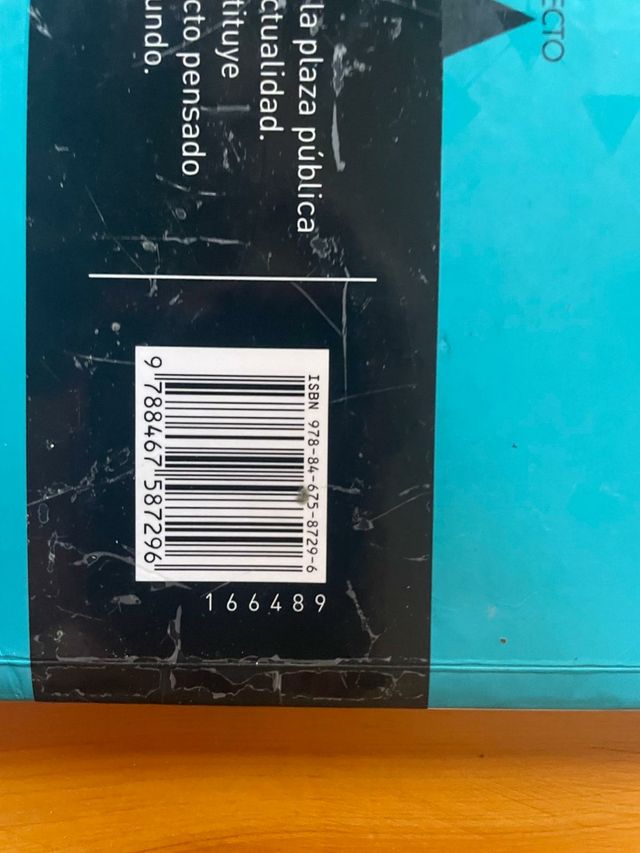 ECTO
la plaza pública
ctualidad.
tituye
cto pensado
undo.
ISBN 978-84-675-8729-6
9 788467 587296
166489